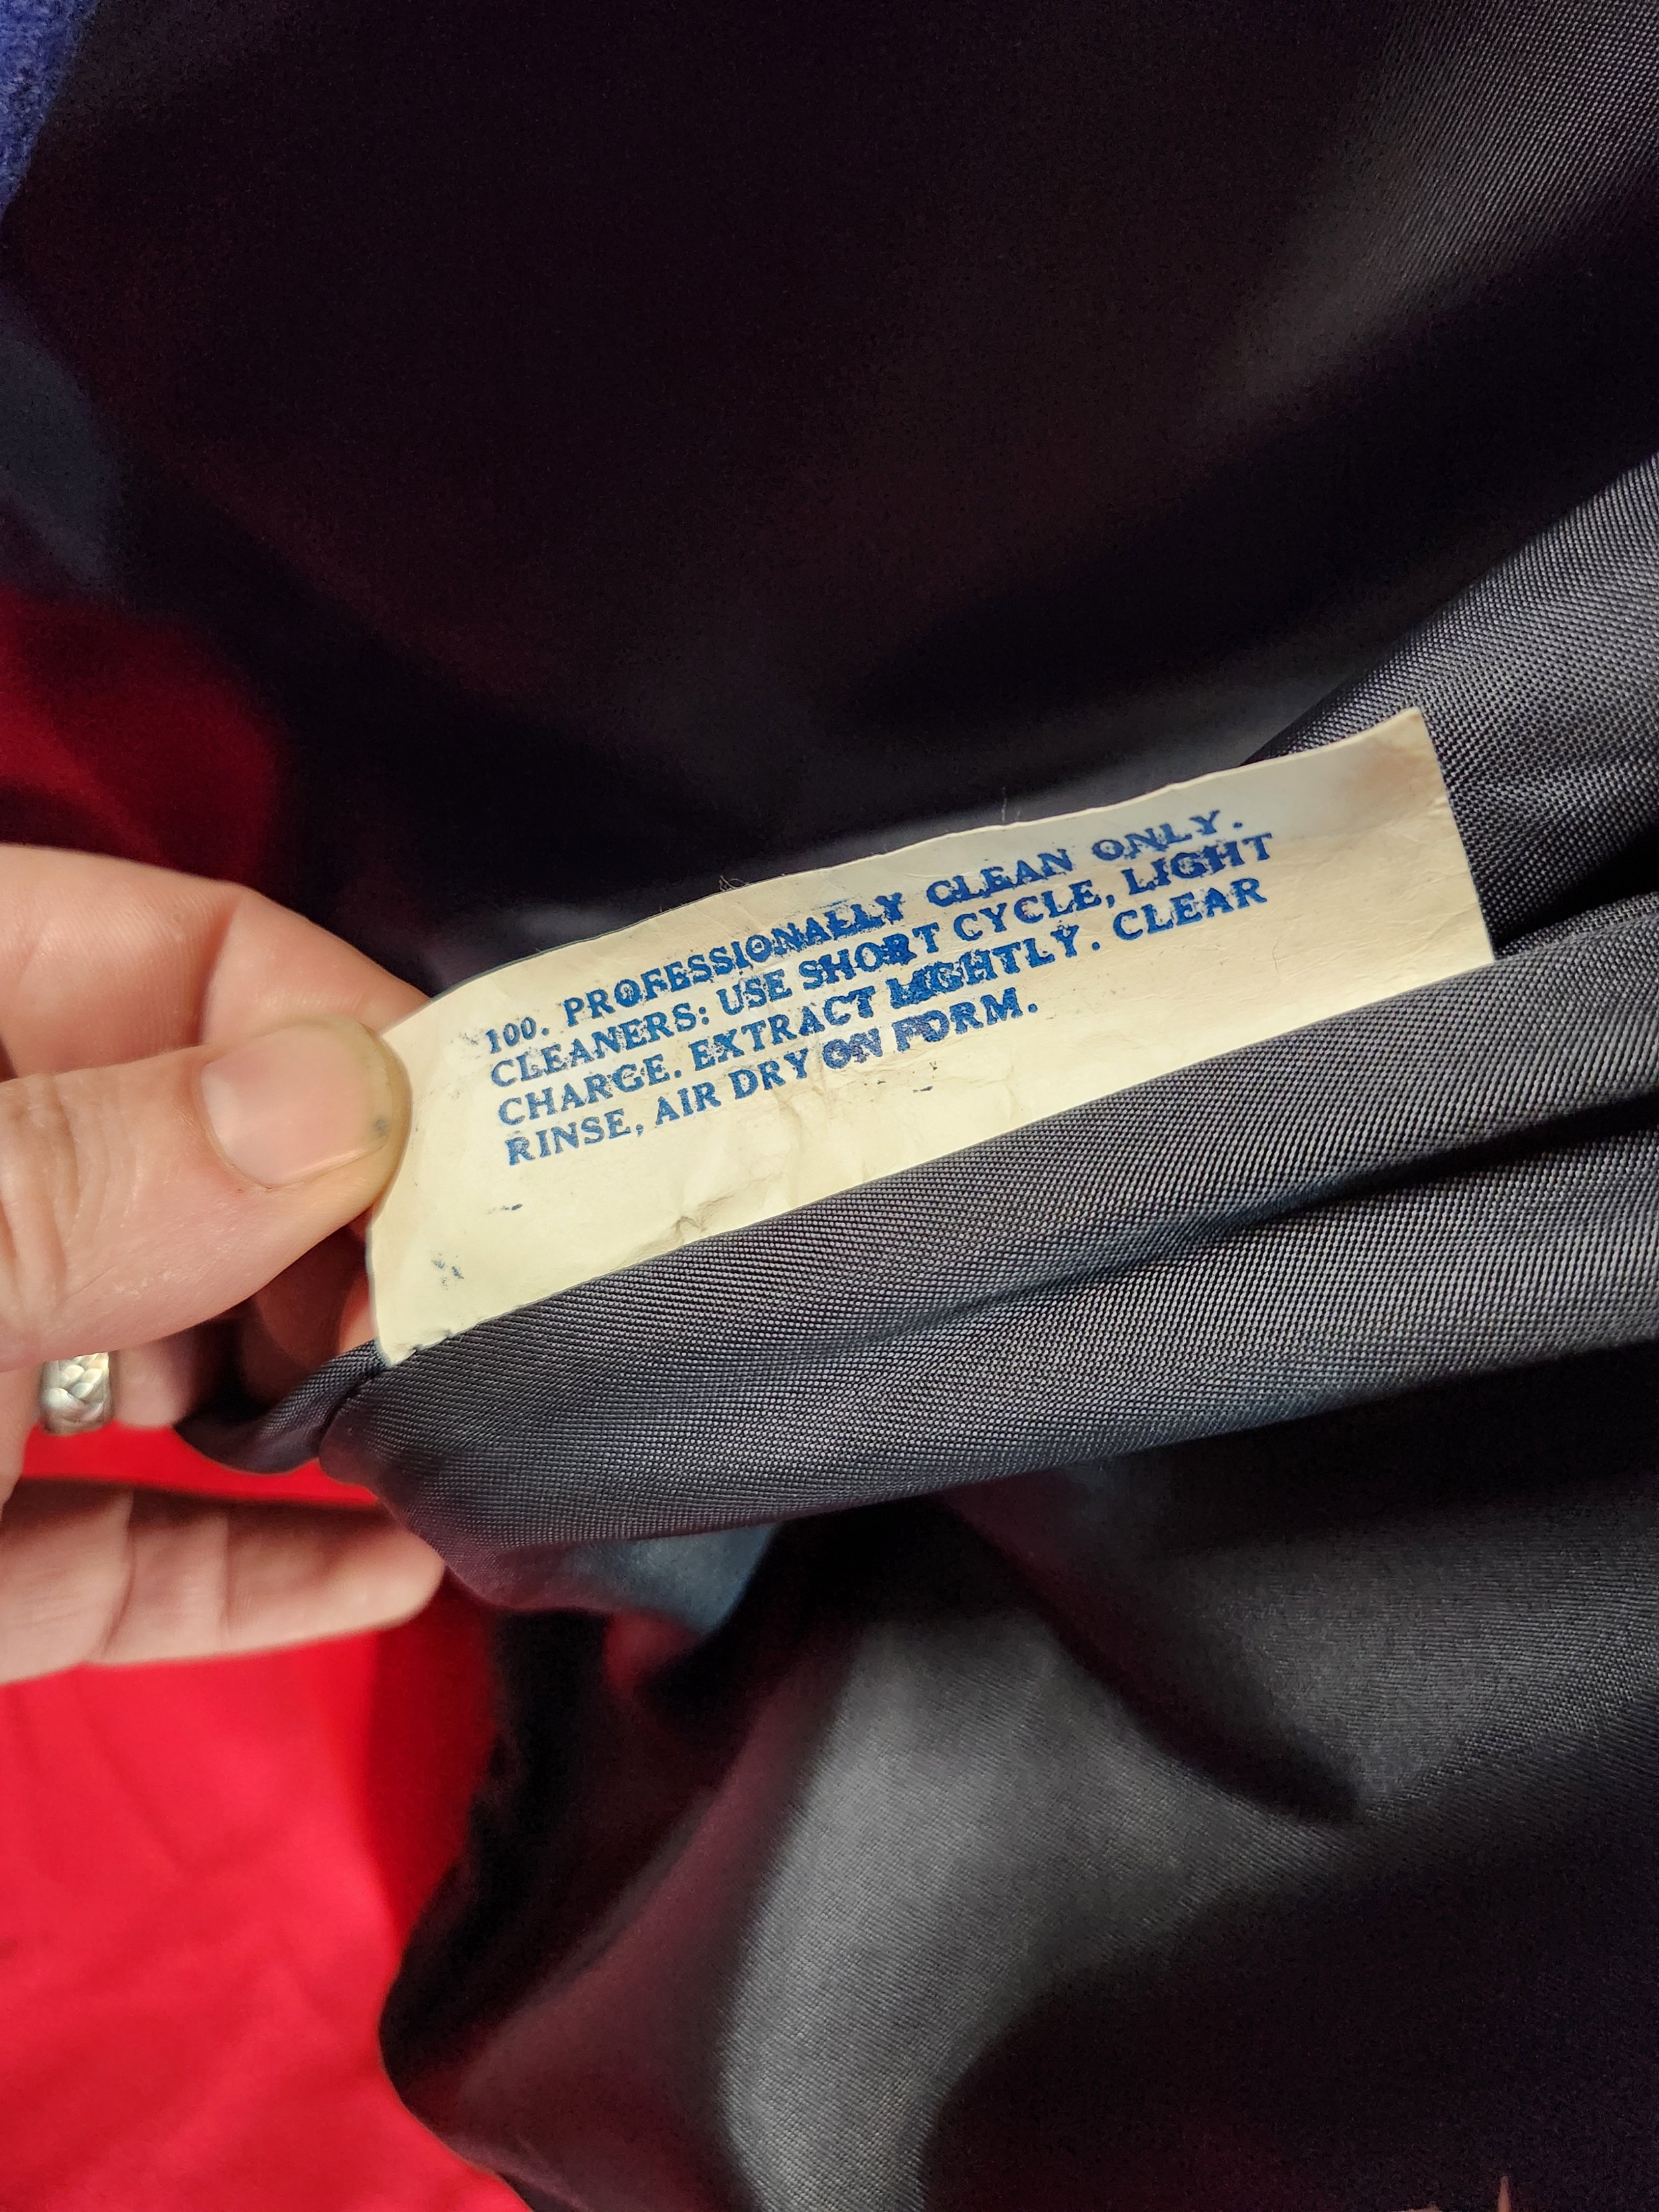 100. PROFESSIONALLY CLEAN ONLY.
CLEANERS: USE SHORT CYCLE, LIGHT
CHARGE. EXTRACT LIGHTLY. CLEAR
RINSE, AIR DRY ON FORM.